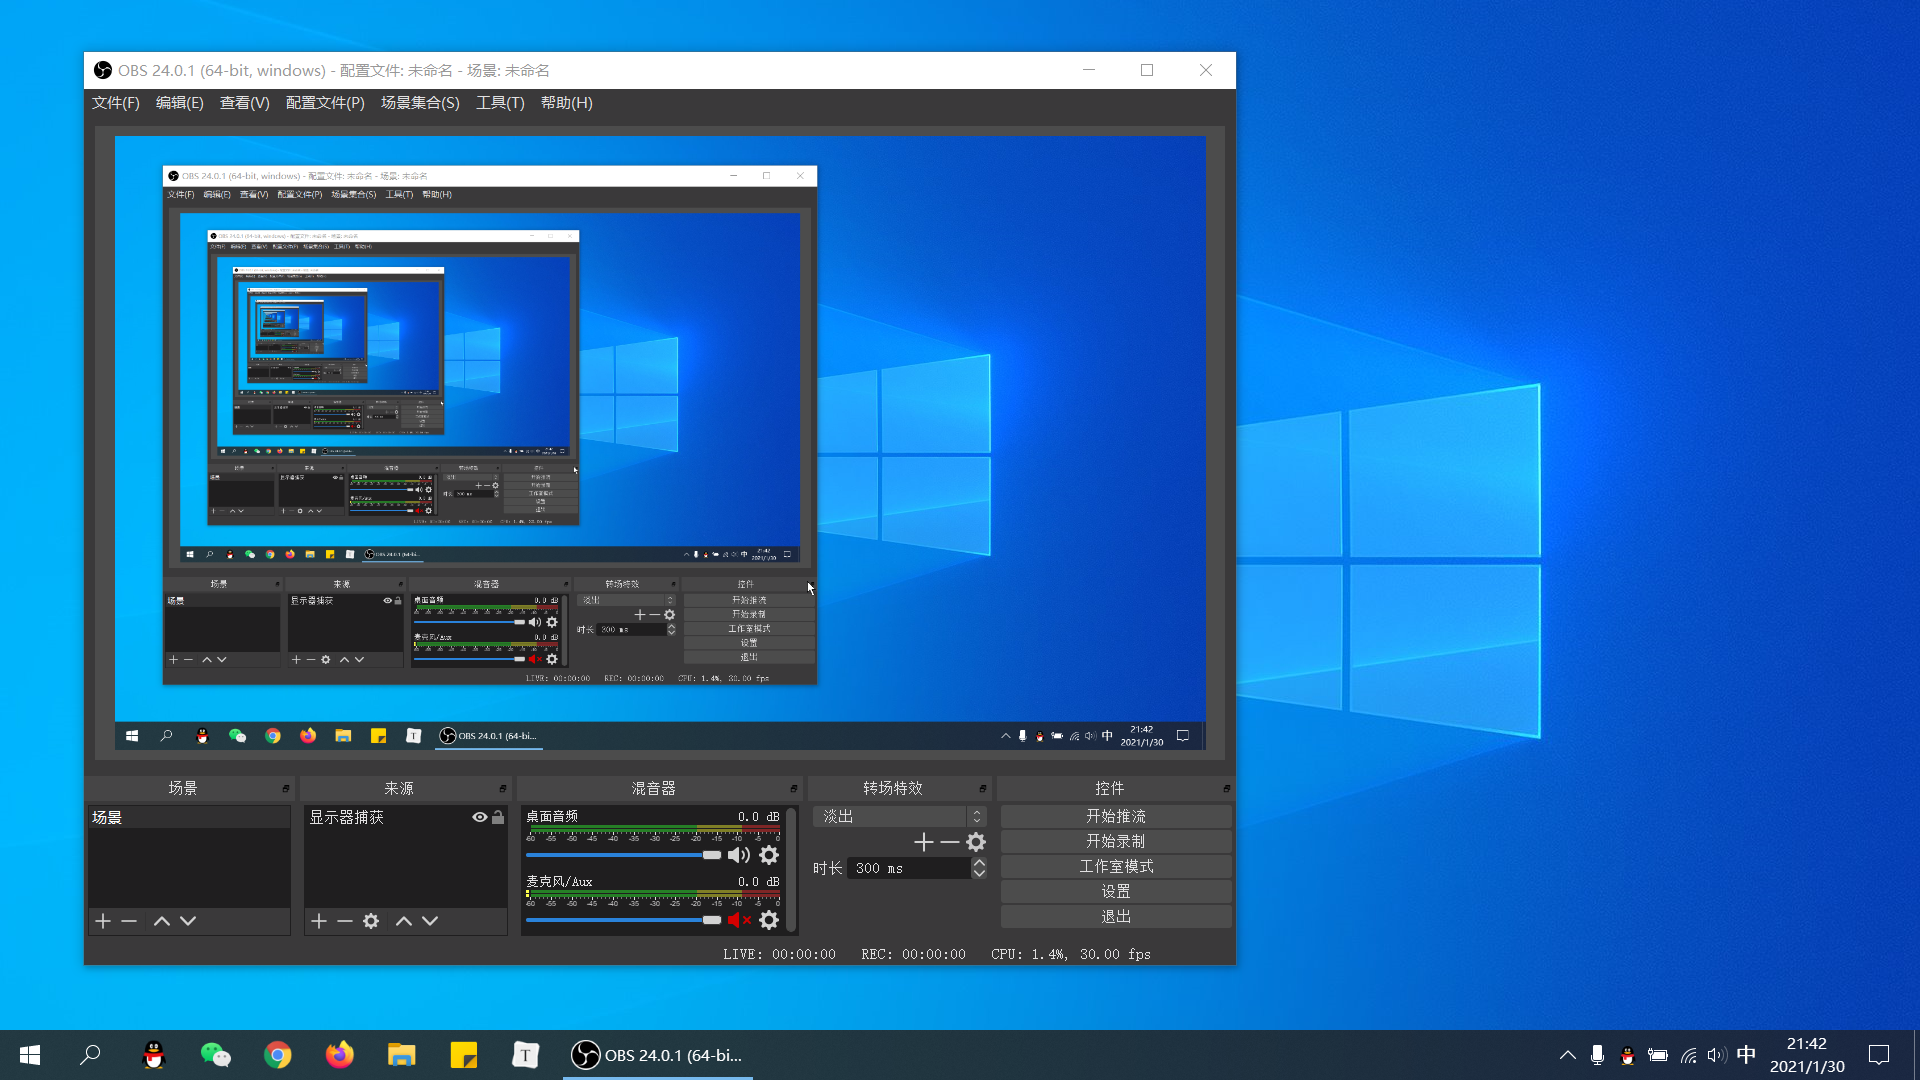 OBS 24.0.1 (64-bit, windows) - 配置文件: 未命名 - 场景: 未命名
文件(F) 编辑(E) 查看(V) 配置文件(P) 场景集合(S) 工具(T) 帮助(H)
OBS 24.0.1 (64-bit, windows) - 配置文件: 未命名 - 场景: 未命名
文件(F) 编辑(E) 查看(V) 配置文件(P) 场景集合(S) 工具(T) 帮助(H)
场景 来源 混音器 转场特效 控件
场景 显示器捕获 桌面音频 0.0 dB 淡出 开始推流
开始录制
麦克风/Aux 0.0 dB 时长 300 ms 工作室模式
设置
退出
LIVE: 00:00:00 REC: 00:00:00 CPU: 1.4%, 30.00 fps
T OBS 24.0.1 (64-bi... 中 21:42
2021/1/30
场景 来源 混音器 转场特效 控件
场景 显示器捕获 桌面音频 0.0 dB 淡出 开始推流
-60 -55 -50 -45 -40 -35 -30 -25 -20 -15 -10 -5 0
开始录制
时长 300 ms 工作室模式
麦克风/Aux 0.0 dB 设置
-60 -55 -50 -45 -40 -35 -30 -25 -20 -15 -10 -5 0
退出
LIVE: 00:00:00 REC: 00:00:00 CPU: 1.4%, 30.00 fps
T OBS 24.0.1 (64-bi... 中 21:42
2021/1/30